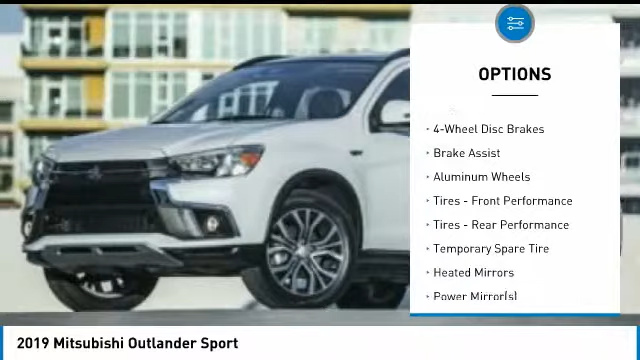 OPTIONS
4-Wheel Disc Brakes
Brake Assist
Aluminum Wheels
Tires - Front Performance
Tires - Rear Performance
Temporary Spare Tire
Heated Mirrors
Power Mirror(s)
2019 Mitsubishi Outlander Sport